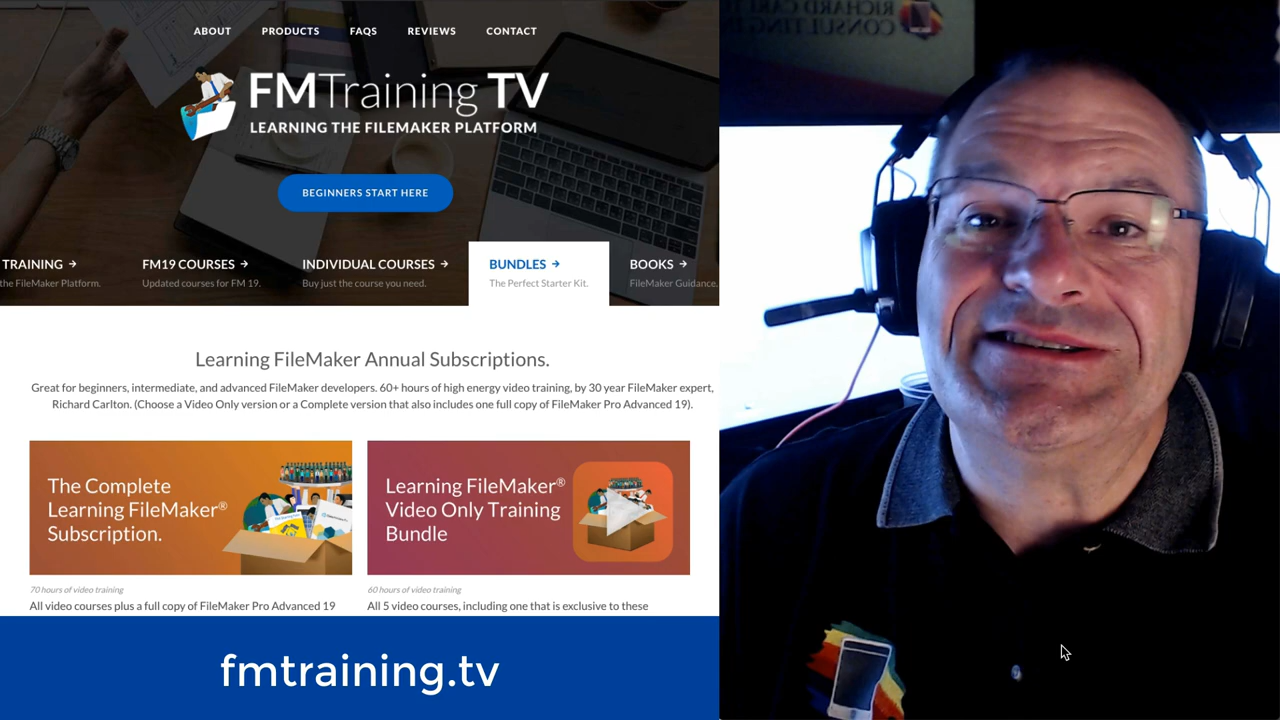 ABOUT PRODUCTS FAQS REVIEWS CONTACT
FMTraining TV
LEARNING THE FILEMAKER PLATFORM
BEGINNERS START HERE
TRAINING → FM19 COURSES → INDIVIDUAL COURSES → BUNDLES → BOOKS →
the FileMaker Platform. Updated courses for FM 19. Buy just the course you need. The Perfect Starter Kit. FileMaker Guidance.
Learning FileMaker Annual Subscriptions.
Great for beginners, intermediate, and advanced FileMaker developers. 60+ hours of high energy video training, by 30 year FileMaker expert,
Richard Carlton. (Choose a Video Only version or a Complete version that also includes one full copy of FileMaker Pro Advanced 19).
The Complete
Learning FileMaker®
Subscription.
Learning FileMaker®
Video Only Training
Bundle
70 hours of video training
All video courses plus a full copy of FileMaker Pro Advanced 19
60 hours of video training
All 5 video courses, including one that is exclusive to these
fmtraining.tv